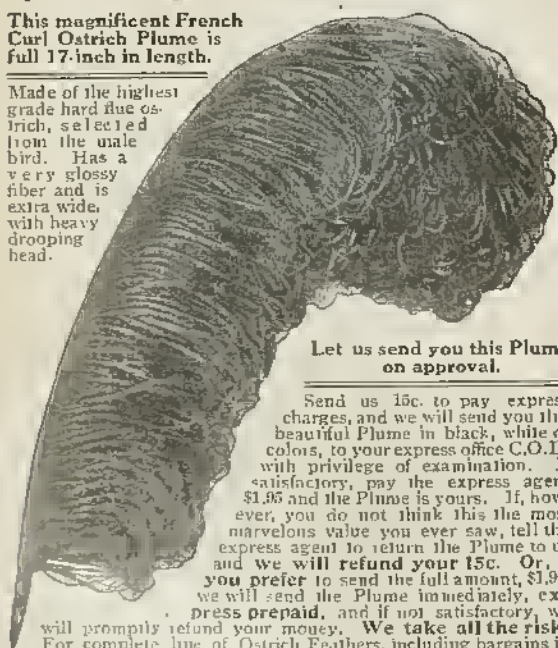 This magnificent French
Curl Ostrich Plume is
full 17-inch in length.
Made of the highest
grade hard flue os-
trich, selected
from the male
bird. Has a
very glossy
fiber and is
extra wide,
with heavy
drooping
head.
Let us send you this Plum
on approval.
Send us 15c. to pay expres
charges, and we will send you th
beautiful Plume in black, white o
colors, to your express office C.O.D
with privilege of examination.
satisfactory, pay the express agen
$1.95 and the Plume is yours. If, how
ever, you do not think this the mos
marvelous value you ever saw, tell th
express agent to return the Plume to u
and we will refund your 15c. Or,
you prefer to send the full amount, $1.9
we will send the Plume immediately, ex
press prepaid, and if not satisfactory, w
will promptly refund your money. We take all the risk
For complete line of Ostrich Feathers, including bargains